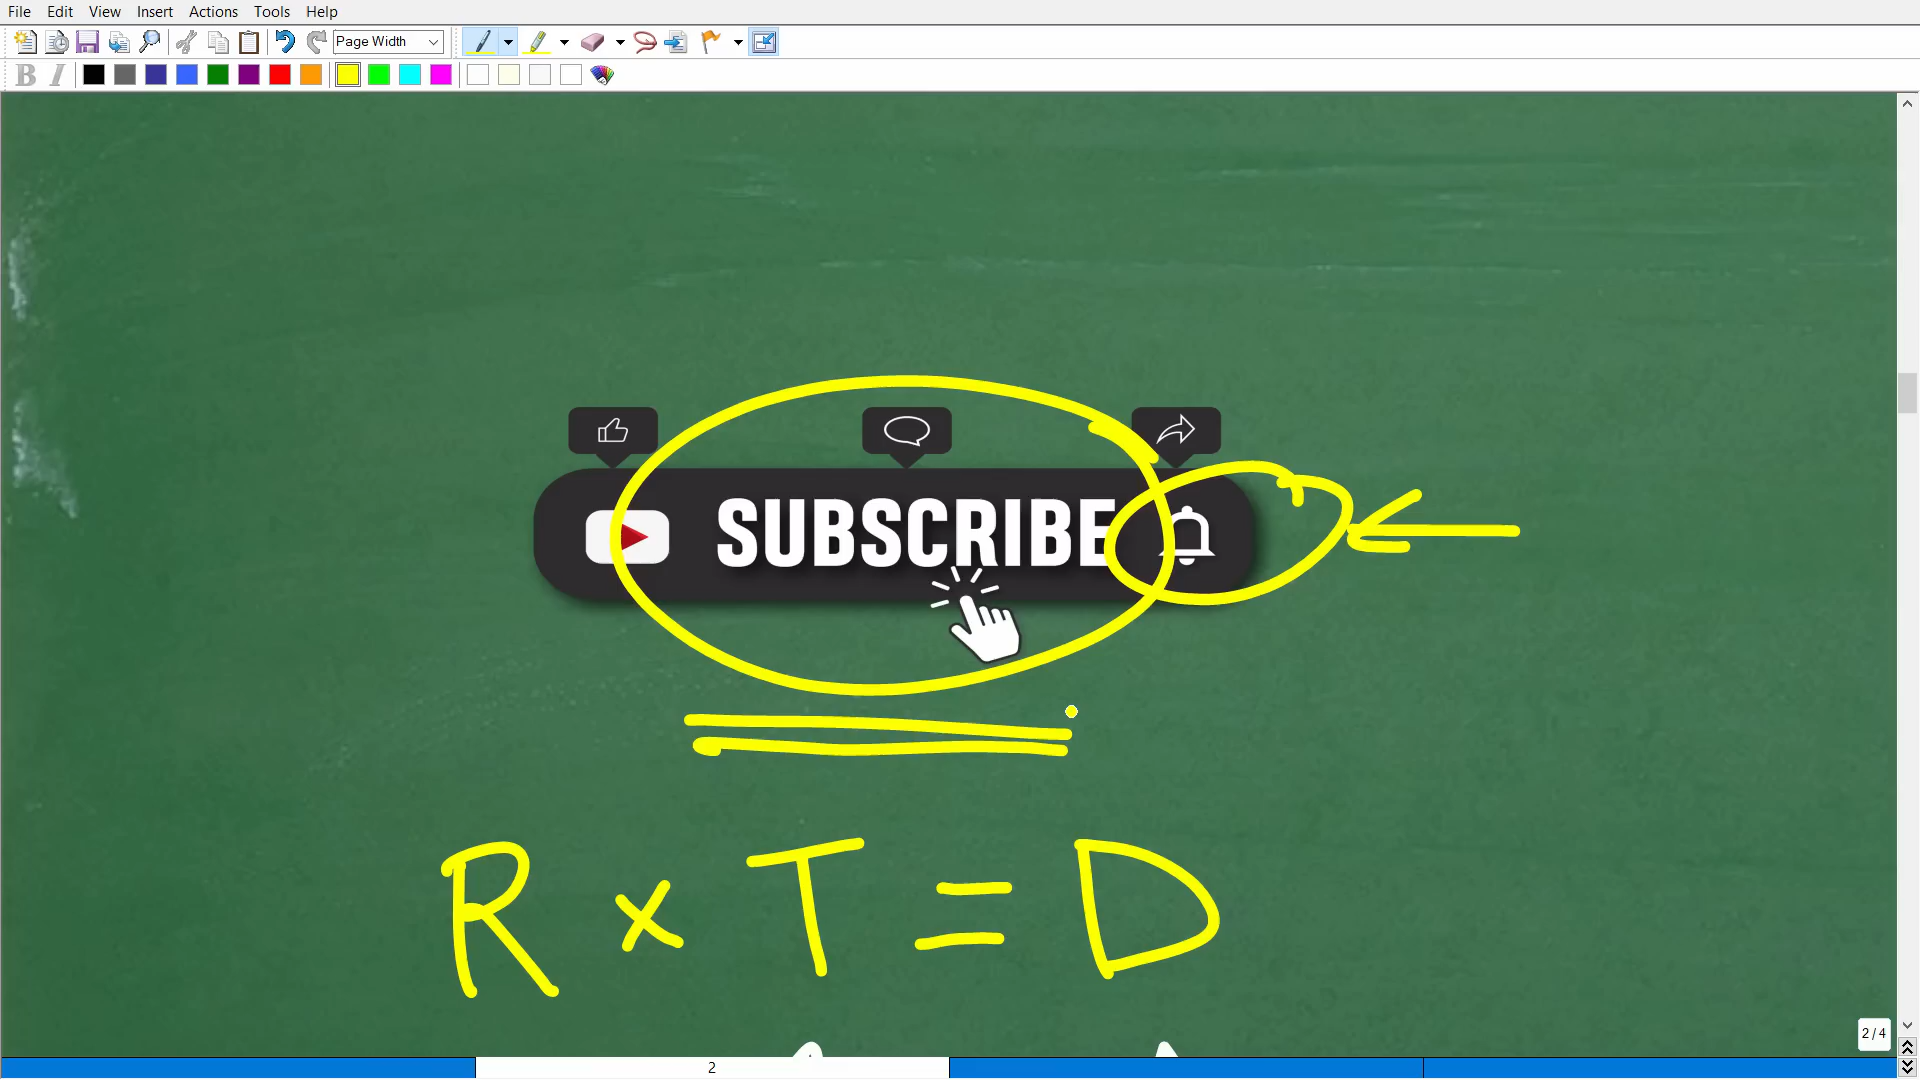 File Edit View Insert Actions Tools Help
Page Width
B I
SUBSCRIBE
R × T = D
2 / 4
2